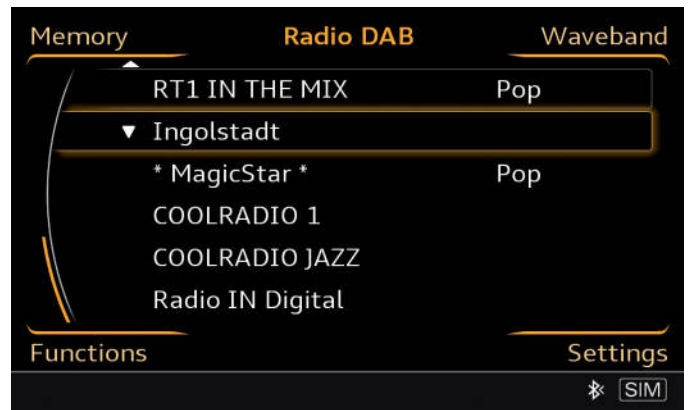 Memory Radio DAB Waveband
RT1 IN THE MIX Pop
Ingolstadt
* MagicStar * Pop
COOLRADIO 1
COOLRADIO JAZZ
Radio IN Digital
Functions Settings
SIM